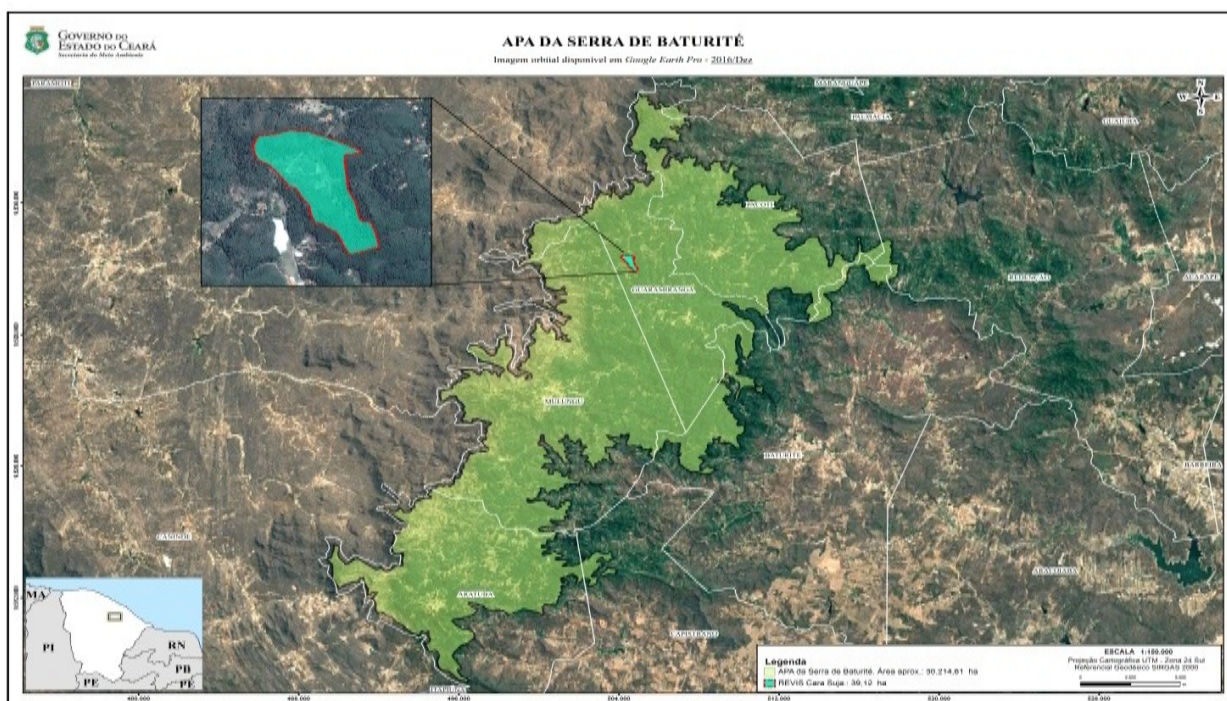 GOVERNO DO
ESTADO DO CEARÁ
Secretaria do Meio Ambiente
APA DA SERRA DE BATURITÉ
Imagem orbital disponível em Google Earth Pro - 2016/Dez
PARAMOTI
MARANGUAPE
PALMÁCIA
GUAIÚBA
N
W
E
S
PACOTI
REDENÇÃO
ACARAPE
GUARAMIRANGA
MULUNGU
BATURITÉ
BARREIRA
CANINDÉ
ARACOIABA
ARATUBA
CAPISTRANO
ITAPIÚNA
MA
PI
RN
PB
PE
PE
Legenda
APA da Serra de Baturité. Área aprox.: 38.214,61 ha
REVIS Cara Suja: 39,12 ha
ESCALA 1:150.000
Projeção Cartográfica UTM - Zona 24 Sul
Referencial Geodésico SIRGAS 2000